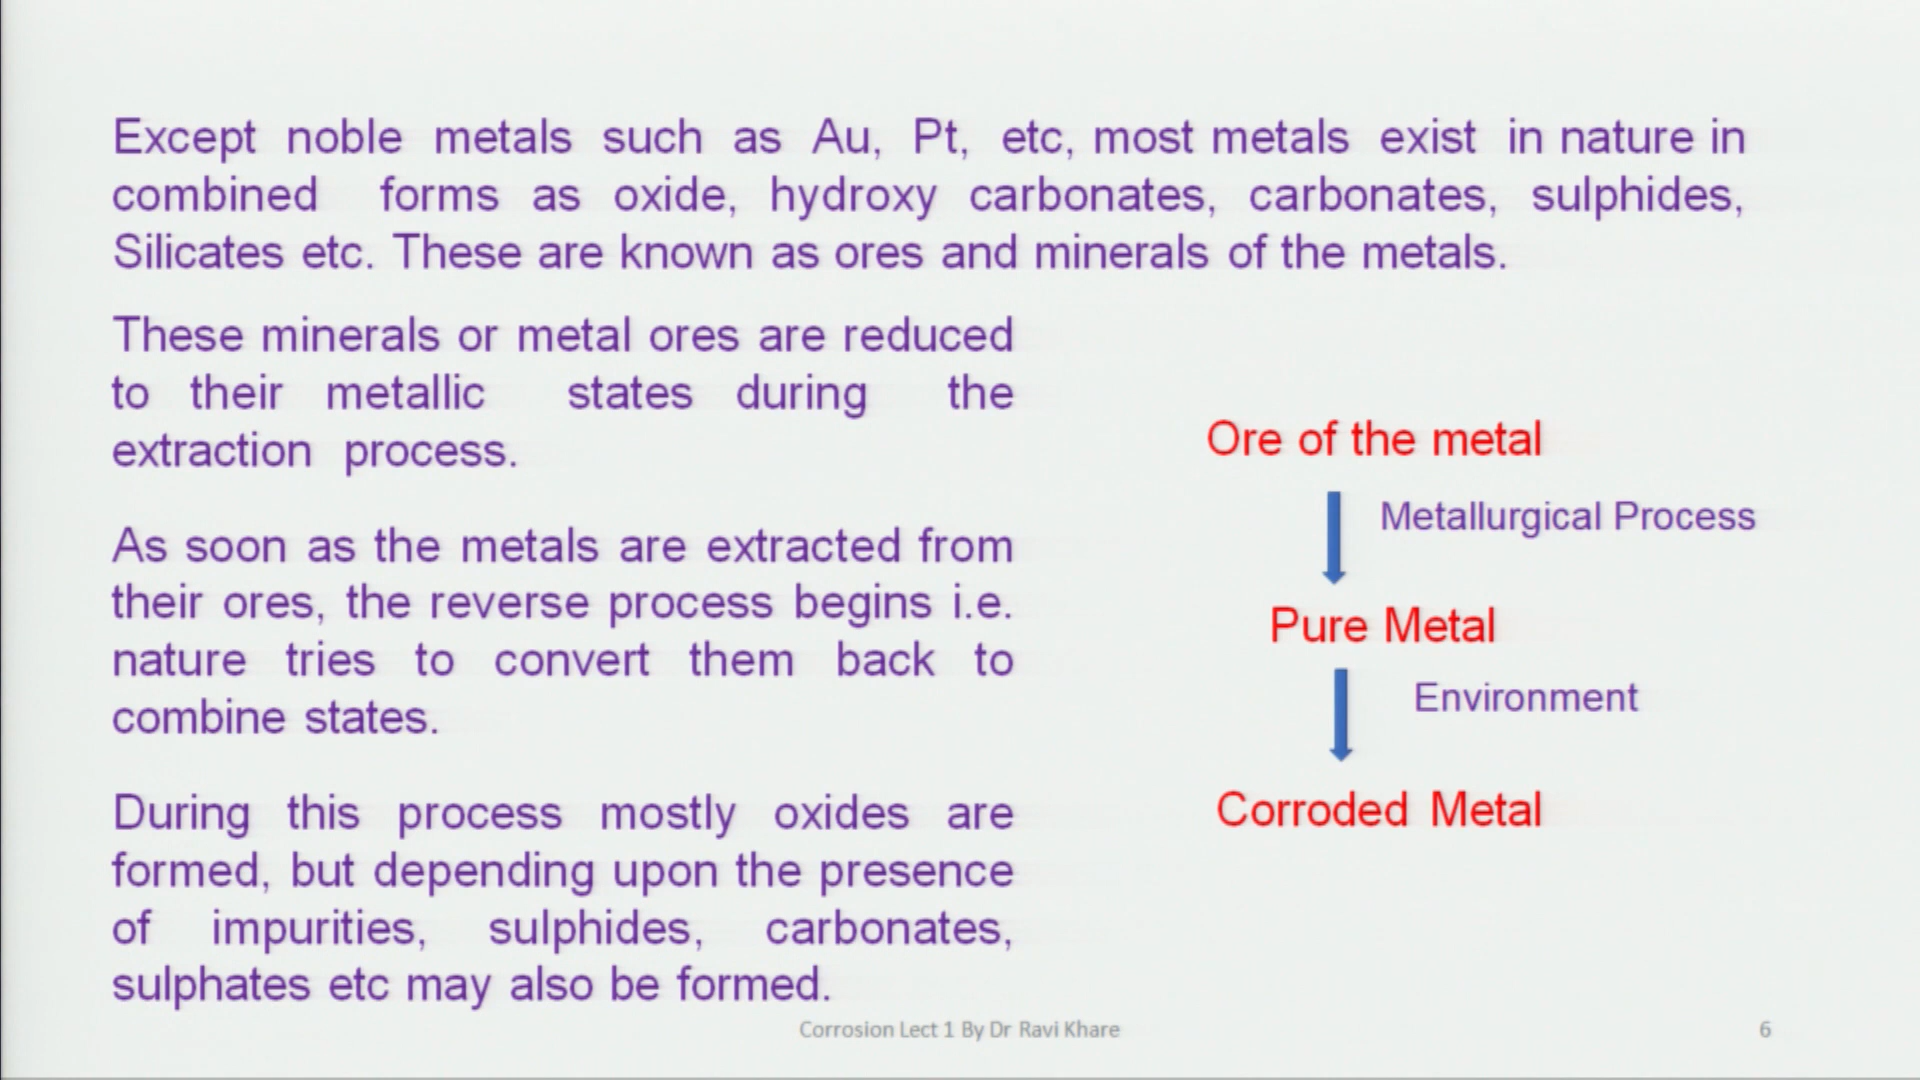 Except noble metals such as Au, Pt, etc, most metals exist in nature in
combined forms as oxide, hydroxy carbonates, carbonates, sulphides,
Silicates etc. These are known as ores and minerals of the metals.
These minerals or metal ores are reduced
to their metallic states during the
extraction process.
As soon as the metals are extracted from
their ores, the reverse process begins i.e.
nature tries to convert them back to
combine states.
During this process mostly oxides are
formed, but depending upon the presence
of impurities, sulphides, carbonates,
sulphates etc may also be formed.
Ore of the metal
Metallurgical Process
Pure Metal
Environment
Corroded Metal
Corrosion Lect 1 By Dr Ravi Khare
6